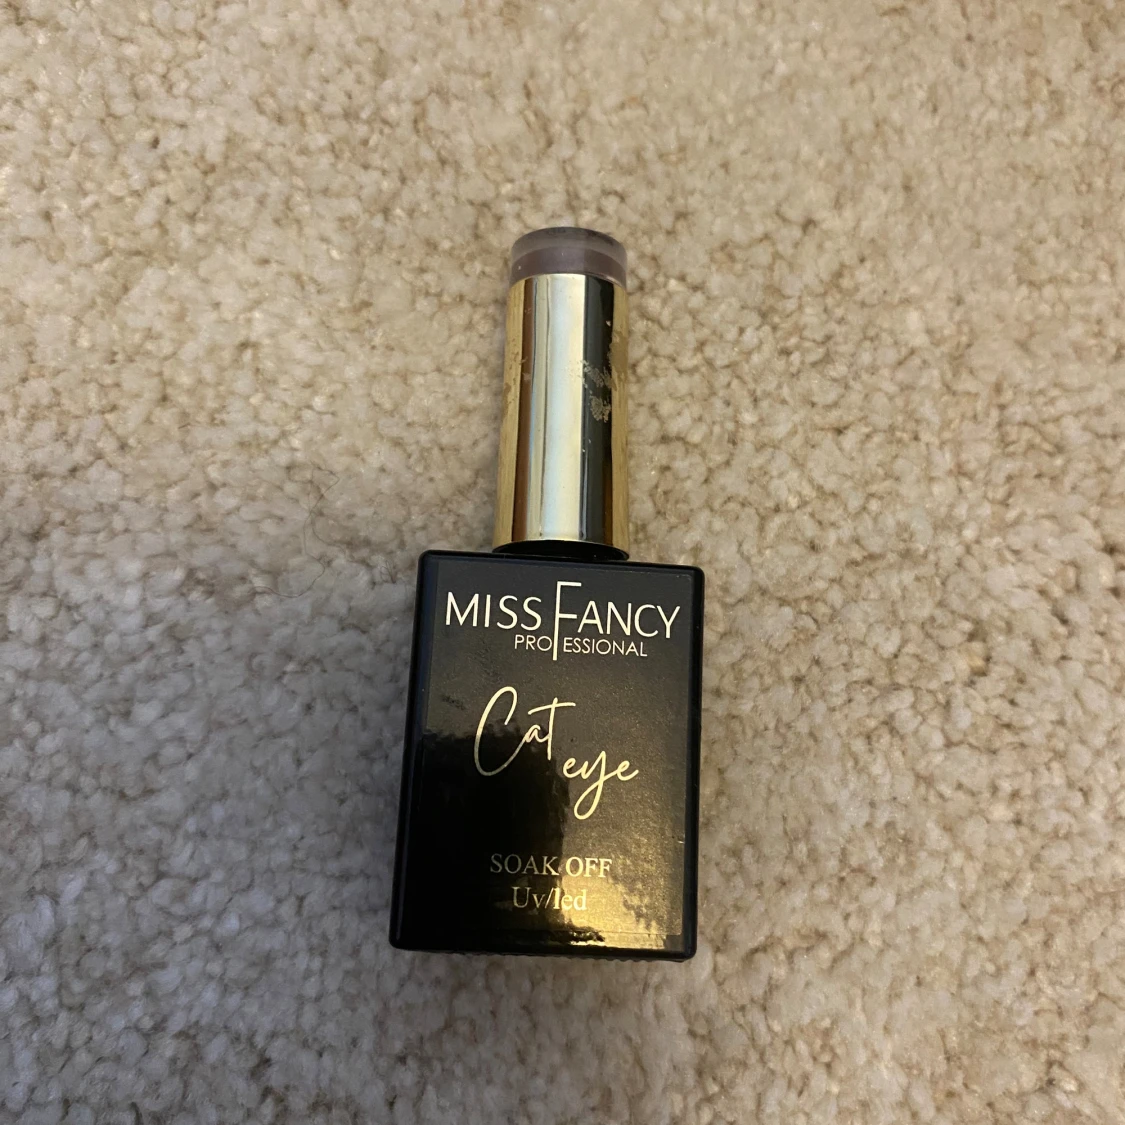 MISS FANCY
PROFESSIONAL
Cat
eye
SOAK OFF
Uv/led